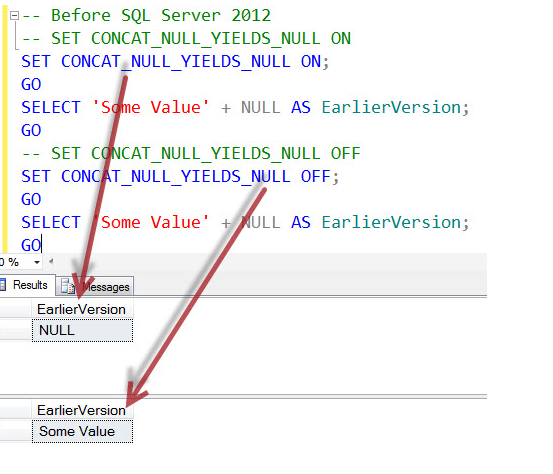 -- Before SQL Server 2012
-- SET CONCAT_NULL_YIELDS_NULL ON
SET CONCAT_NULL_YIELDS_NULL ON;
GO
SELECT 'Some Value' + NULL AS EarlierVersion;
GO
-- SET CONCAT_NULL_YIELDS_NULL OFF
SET CONCAT_NULL_YIELDS_NULL OFF;
GO
SELECT 'Some Value' + NULL AS EarlierVersion;
GO
0 %
Results Messages
EarlierVersion
NULL
EarlierVersion
Some Value